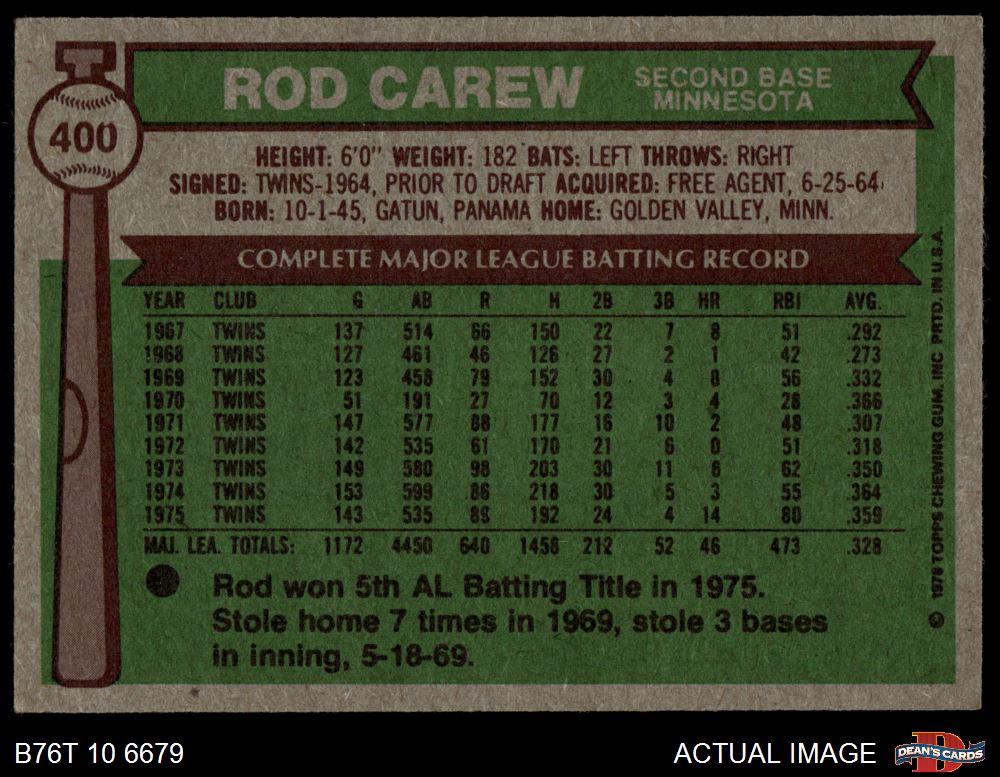 400
ROD CAREW
SECOND BASE
MINNESOTA
HEIGHT: 6'0" WEIGHT: 182 BATS: LEFT THROWS: RIGHT
SIGNED: TWINS-1964, PRIOR TO DRAFT ACQUIRED: FREE AGENT, 6-25-64
BORN: 10-1-45, GATUN, PANAMA HOME: GOLDEN VALLEY, MINN.
COMPLETE MAJOR LEAGUE BATTING RECORD
YEAR CLUB G AB R H 2B 3B HR RBI AVG.
1967 TWINS 137 514 66 150 22 7 8 51 .292
1968 TWINS 127 461 46 126 27 2 1 42 .273
1969 TWINS 123 458 79 152 30 4 8 56 .332
1970 TWINS 51 191 27 70 12 3 4 28 .366
1971 TWINS 147 577 88 177 16 10 2 48 .307
1972 TWINS 142 535 61 170 21 6 0 51 .318
1973 TWINS 149 580 98 203 30 11 6 62 .350
1974 TWINS 153 599 86 218 30 5 3 55 .364
1975 TWINS 143 535 89 192 24 4 14 80 .359
MAJ. LEA. TOTALS: 1172 4450 640 1458 212 52 46 473 .328
Rod won 5th AL Batting Title in 1975.
Stole home 7 times in 1969, stole 3 bases
in inning, 5-18-69.
© 1976 TOPPS CHEWING GUM, INC PRTD. IN U.S.A.
B76T 10 6679
ACTUAL IMAGE
DEAN'S CARDS